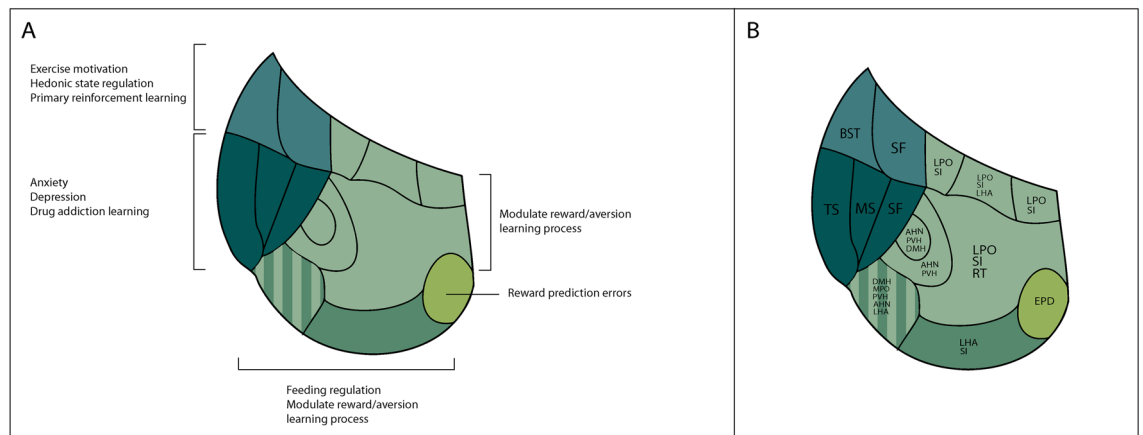 A
Exercise motivation
Hedonic state regulation
Primary reinforcement learning
Anxiety
Depression
Drug addiction learning
Modulate reward/aversion
learning process
Reward prediction errors
Feeding regulation
Modulate reward/aversion
learning process
B
BST
SF
LPO
SI
LPO
SI
LHA
LPO
SI
TS
MS
SF
AHN
PVH
DMH
AHN
PVH
LPO
SI
RT
DMH
MPO
PVH
AHN
LHA
EPD
LHA
SI